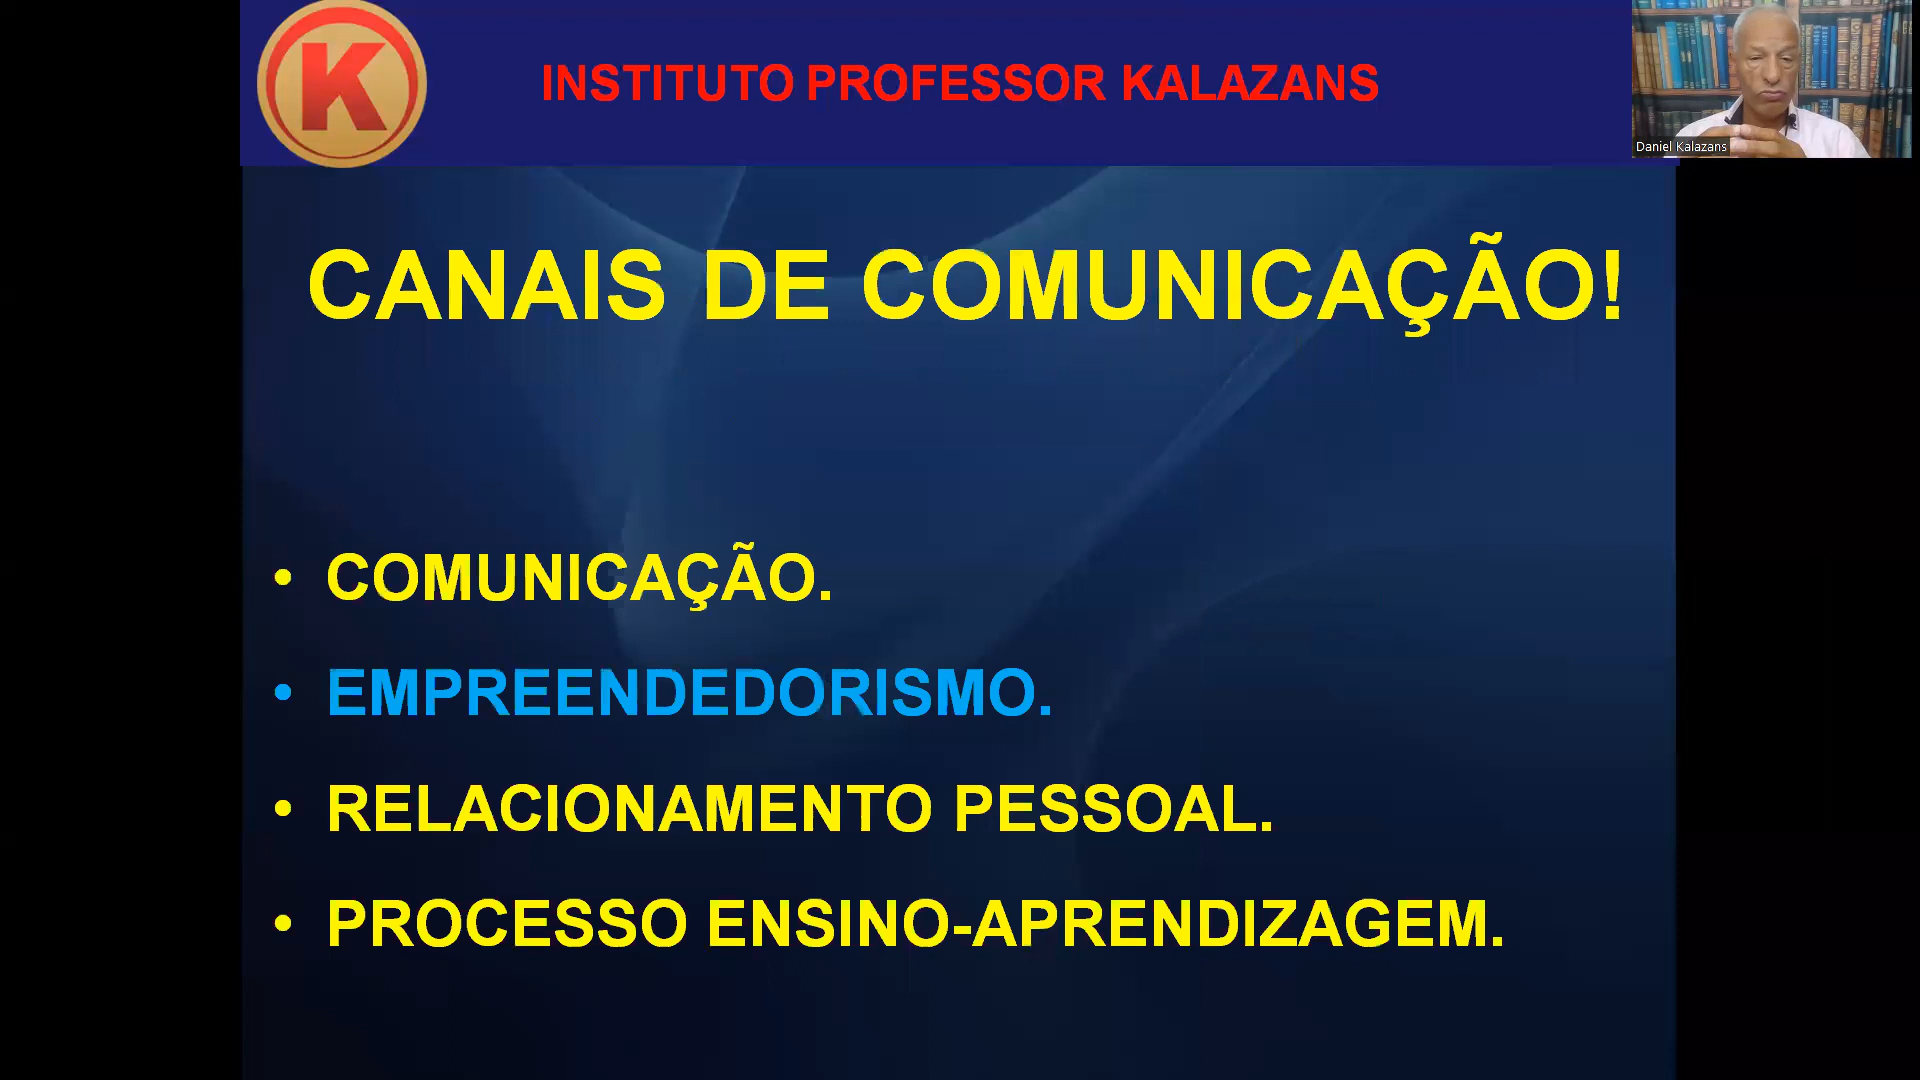 K
INSTITUTO PROFESSOR KALAZANS
Daniel Kalazans
CANAIS DE COMUNICAÇÃO!
• COMUNICAÇÃO.
• EMPREENDEDORISMO.
• RELACIONAMENTO PESSOAL.
• PROCESSO ENSINO-APRENDIZAGEM.